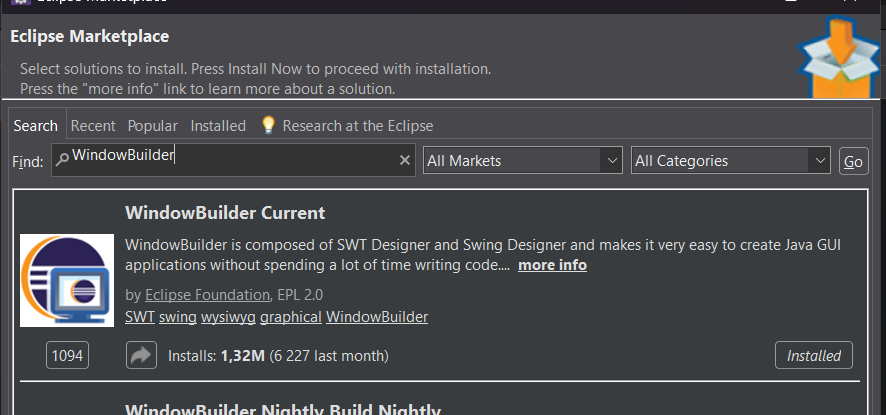 Eclipse Marketplace
Eclipse Marketplace
Select solutions to install. Press Install Now to proceed with installation.
Press the "more info" link to learn more about a solution.
Search Recent Popular Installed Research at the Eclipse
Find: WindowBuilder All Markets All Categories Go
WindowBuilder Current
WindowBuilder is composed of SWT Designer and Swing Designer and makes it very easy to create Java GUI
applications without spending a lot of time writing code.... more info
by Eclipse Foundation, EPL 2.0
SWT swing wysiwyg graphical WindowBuilder
1094 Installs: 1,32M (6 227 last month) Installed
WindowBuilder Nightly Build Nightly